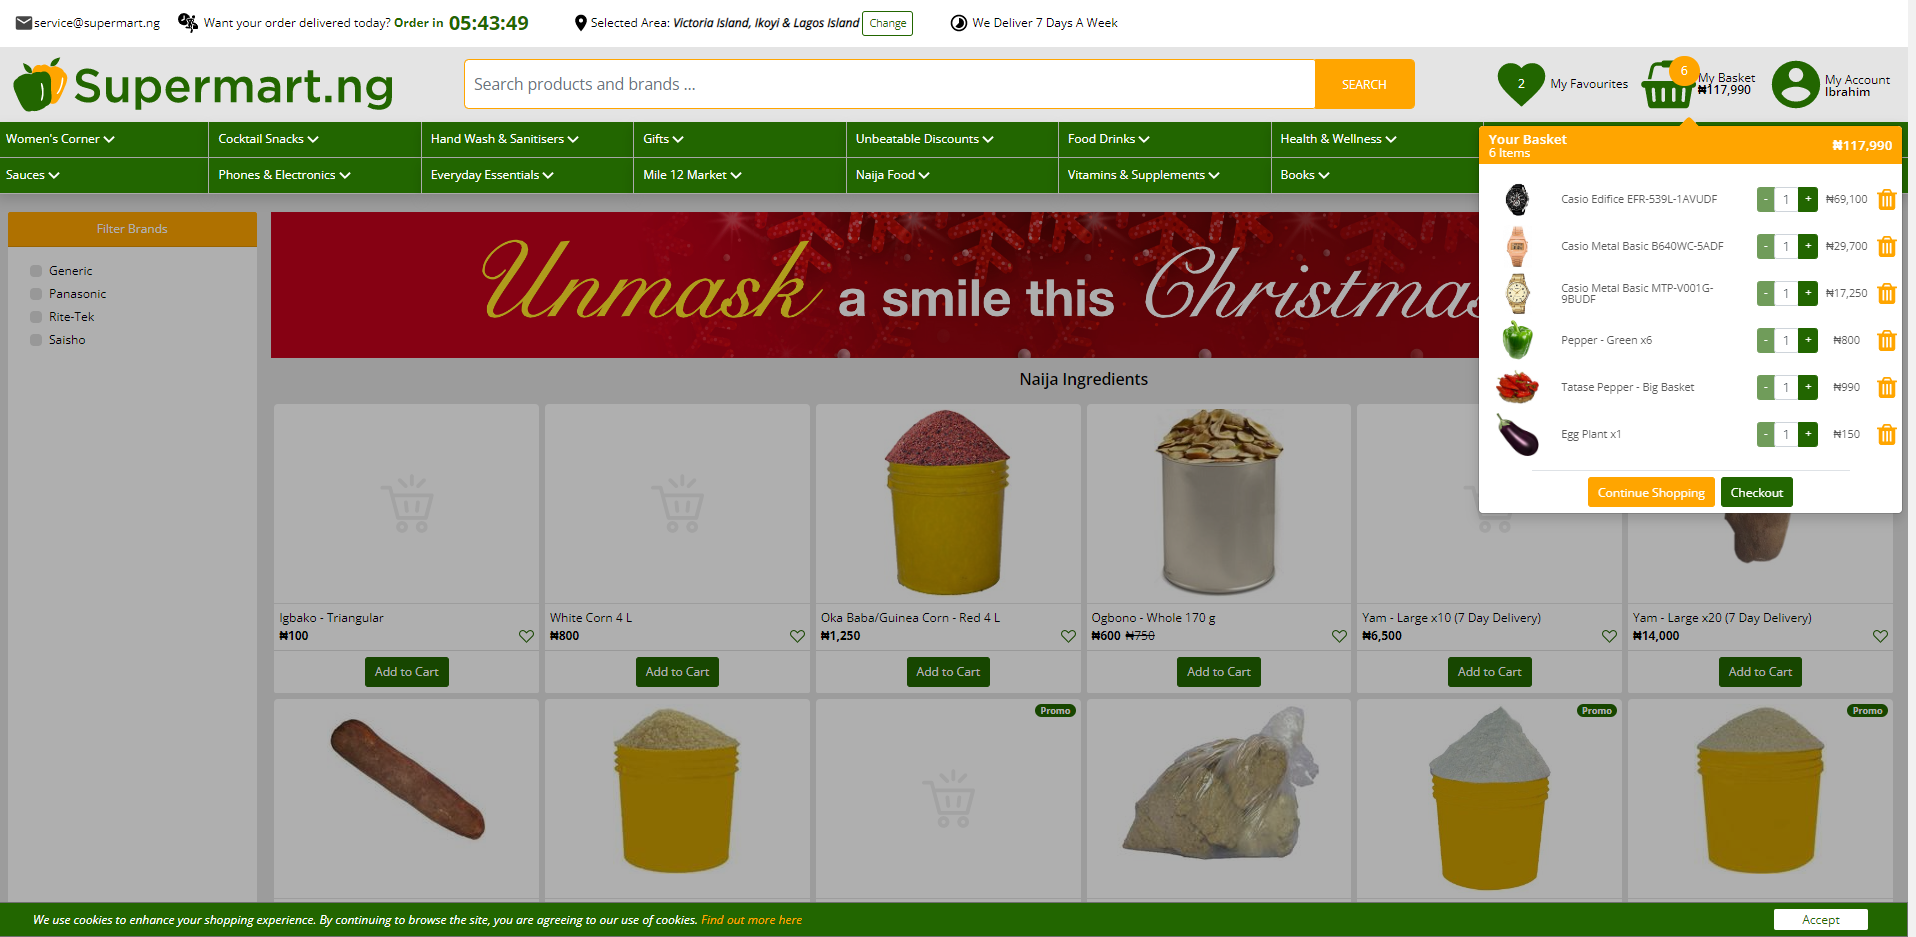 service@supermart.ng
Want your order delivered today? Order in 05:43:49
Selected Area: Victoria Island, Ikoyi & Lagos Island
Change
We Deliver 7 Days A Week
Supermart.ng
Search products and brands ...
SEARCH
2
My Favourites
6
My Basket
₦117,990
My Account
Ibrahim
Women's Corner
Cocktail Snacks
Hand Wash & Sanitisers
Gifts
Unbeatable Discounts
Food Drinks
Health & Wellness
Sauces
Phones & Electronics
Everyday Essentials
Mile 12 Market
Naija Food
Vitamins & Supplements
Books
Your Basket
6 Items
₦117,990
Casio Edifice EFR-539L-1AVUDF
- 1 +
₦69,100
Casio Metal Basic B640WC-5ADF
- 1 +
₦29,700
Casio Metal Basic MTP-V001G-
9BUDF
- 1 +
₦17,250
Pepper - Green x6
- 1 +
₦800
Tatase Pepper - Big Basket
- 1 +
₦990
Egg Plant x1
- 1 +
₦150
Continue Shopping
Checkout
Filter Brands
Generic
Panasonic
Rite-Tek
Saisho
Unmask a smile this Christmas
Naija Ingredients
Igbako - Triangular
₦100
Add to Cart
White Corn 4 L
₦800
Add to Cart
Oka Baba/Guinea Corn - Red 4 L
₦1,250
Add to Cart
Ogbono - Whole 170 g
₦600 ₦750
Add to Cart
Yam - Large x10 (7 Day Delivery)
₦6,500
Add to Cart
Yam - Large x20 (7 Day Delivery)
₦14,000
Add to Cart
Promo
Promo
Promo
We use cookies to enhance your shopping experience. By continuing to browse the site, you are agreeing to our use of cookies. Find out more here
Accept